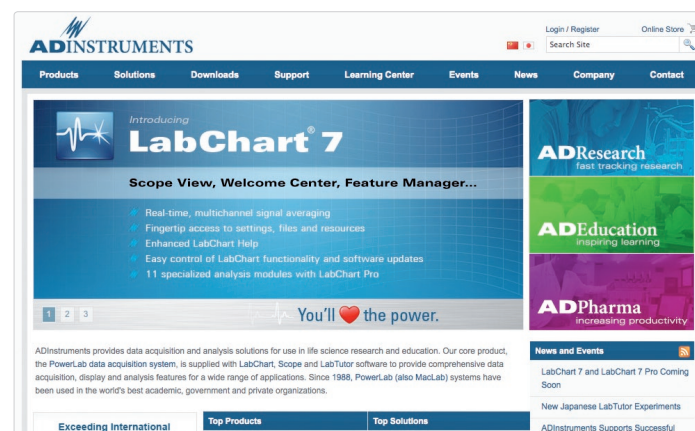 ADINSTRUMENTS
Login / Register Online Store
Search Site
Products Solutions Downloads Support Learning Center Events News Company Contact
Introducing
LabChart® 7
Scope View, Welcome Center, Feature Manager...
Real-time, multichannel signal averaging
Fingertip access to settings, files and resources
Enhanced LabChart Help
Easy control of LabChart functionality and software updates
11 specialized analysis modules with LabChart Pro
1 2 3
You'll ❤ the power.
ADResearch
fast tracking research
ADEducation
inspiring learning
ADPharma
increasing productivity
ADInstruments provides data acquisition and analysis solutions for use in life science research and education. Our core product,
the PowerLab data acquisition system, is supplied with LabChart, Scope and LabTutor software to provide comprehensive data
acquisition, display and analysis features for a wide range of applications. Since 1988, PowerLab (also MacLab) systems have
been used in the world's best academic, government and private organizations.
News and Events
LabChart 7 and LabChart 7 Pro Coming
Soon
New Japanese LabTutor Experiments
ADInstruments Supports Successful
Exceeding International
Top Products
Top Solutions